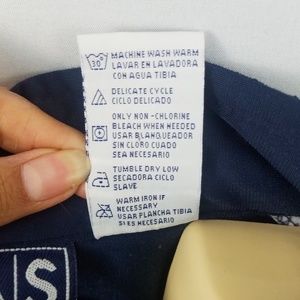 30°
MACHINE WASH WARM
LAVAR EN LAVADORA
CON AGUA TIBIA
DELICATE CYCLE
CICLO DELICADO
ONLY NON-CHLORINE
BLEACH WHEN NEEDED
USAR BLANQUEADOR
SIN CLORO CUADO
SEA NECESARIO
TUMBLE DRY LOW
SECADORA CICLO
SLAVE
WARM IRON IF
NECESSARY
USAR PLANCHA TIBIA
SI ES NECESARIO
S